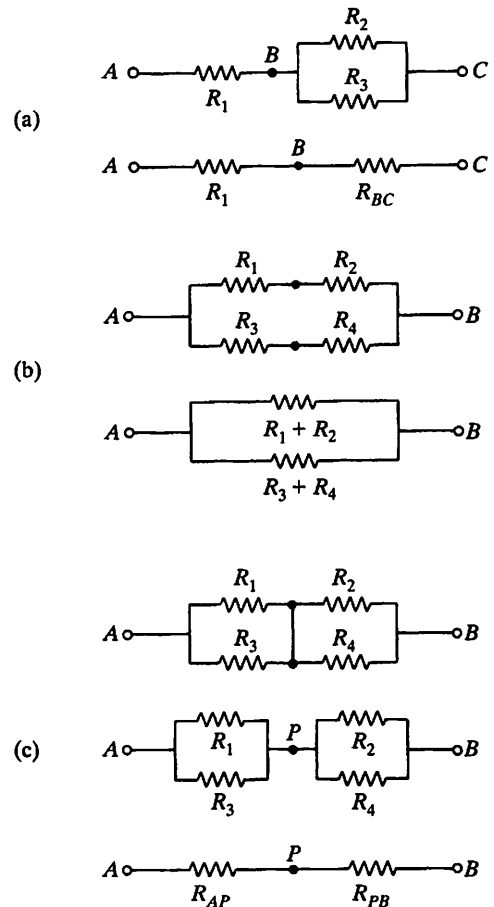 R2
A B C
R1 R3
(a)
B
A C
R1 RBC
R1 R2
A B
R3 R4
(b)
A R1 + R2 B
R3 + R4
R1 R2
A B
R3 R4
(c)
A R1 P R2 B
R3 R4
P
A B
RAP RPB